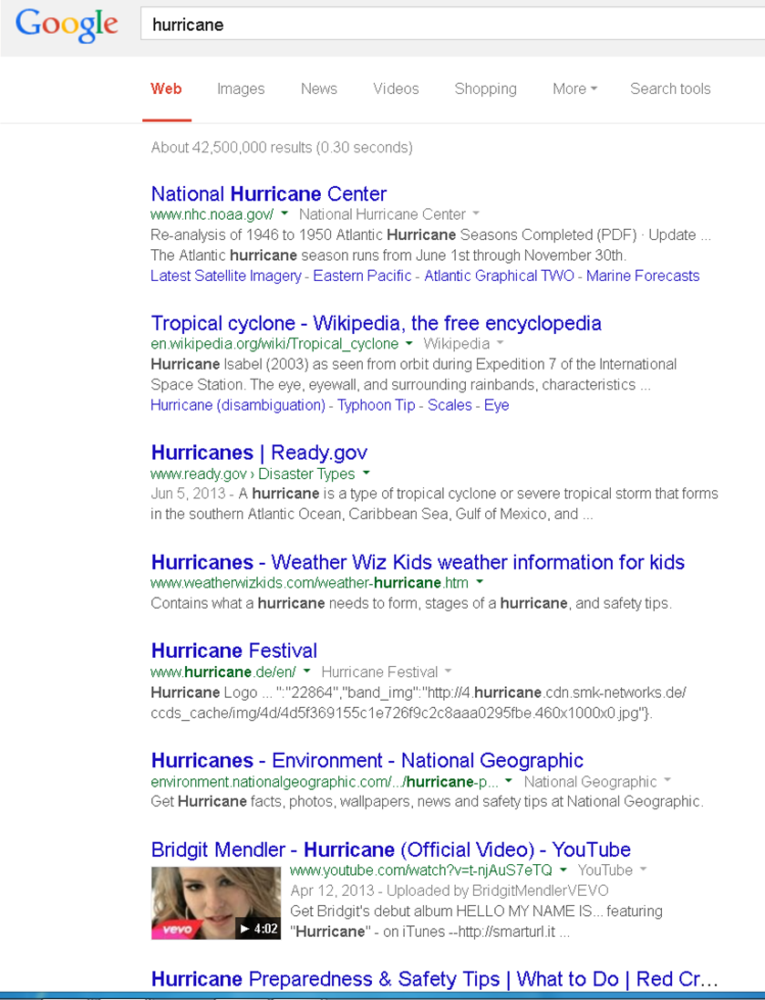 Google hurricane
Web Images News Videos Shopping More Search tools
About 42,500,000 results (0.30 seconds)
National Hurricane Center
www.nhc.noaa.gov/ National Hurricane Center
Re-analysis of 1946 to 1950 Atlantic Hurricane Seasons Completed (PDF) · Update ...
The Atlantic hurricane season runs from June 1st through November 30th.
Latest Satellite Imagery - Eastern Pacific - Atlantic Graphical TWO - Marine Forecasts
Tropical cyclone - Wikipedia, the free encyclopedia
en.wikipedia.org/wiki/Tropical_cyclone Wikipedia
Hurricane Isabel (2003) as seen from orbit during Expedition 7 of the International
Space Station. The eye, eyewall, and surrounding rainbands, characteristics ...
Hurricane (disambiguation) - Typhoon Tip - Scales - Eye
Hurricanes | Ready.gov
www.ready.gov › Disaster Types
Jun 5, 2013 - A hurricane is a type of tropical cyclone or severe tropical storm that forms
in the southern Atlantic Ocean, Caribbean Sea, Gulf of Mexico, and ...
Hurricanes - Weather Wiz Kids weather information for kids
www.weatherwizkids.com/weather-hurricane.htm
Contains what a hurricane needs to form, stages of a hurricane, and safety tips.
Hurricane Festival
www.hurricane.de/en/ Hurricane Festival
Hurricane Logo ... ":"22864","band_img":"http://4.hurricane.cdn.smk-networks.de/
ccds_cache/img/4d/4d5f369155c1e726f9c2c8aaa0295fbe.460x1000x0.jpg"}.
Hurricanes - Environment - National Geographic
environment.nationalgeographic.com/.../hurricane-p... National Geographic
Get Hurricane facts, photos, wallpapers, news and safety tips at National Geographic.
Bridgit Mendler - Hurricane (Official Video) - YouTube
www.youtube.com/watch?v=t-njAuS7eTQ YouTube
Apr 12, 2013 - Uploaded by BridgitMendlerVEVO
Get Bridgit's debut album HELLO MY NAME IS... featuring
"Hurricane" - on iTunes --http://smarturl.it ...
vevo 4:02
Hurricane Preparedness & Safety Tips | What to Do | Red Cr...